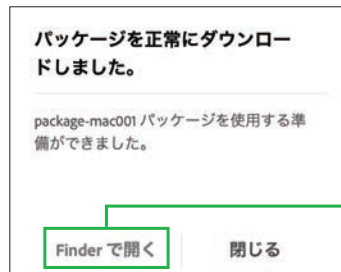 パッケージを正常にダウンロー
ドしました。
package-mac001 パッケージを使用する準
備ができました。
Finder で開く
閉じる